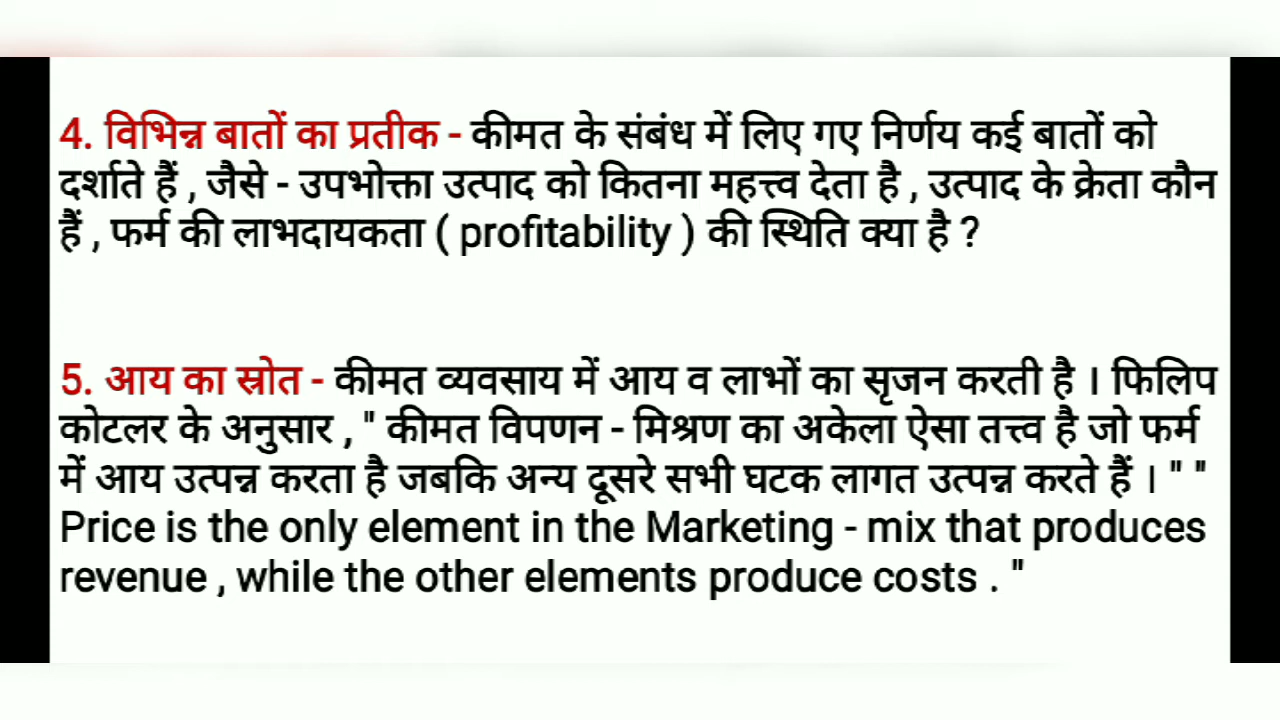 4. विभिन्न बातों का प्रतीक - कीमत के संबंध में लिए गए निर्णय कई बातों को
दर्शाते हैं , जैसे - उपभोक्ता उत्पाद को कितना महत्त्व देता है , उत्पाद के क्रेता कौन
हैं , फर्म की लाभदायकता ( profitability ) की स्थिति क्या है ?
5. आय का स्रोत - कीमत व्यवसाय में आय व लाभों का सृजन करती है । फिलिप
कोटलर के अनुसार , " कीमत विपणन - मिश्रण का अकेला ऐसा तत्त्व है जो फर्म
में आय उत्पन्न करता है जबकि अन्य दूसरे सभी घटक लागत उत्पन्न करते हैं । " "
Price is the only element in the Marketing - mix that produces
revenue , while the other elements produce costs . "